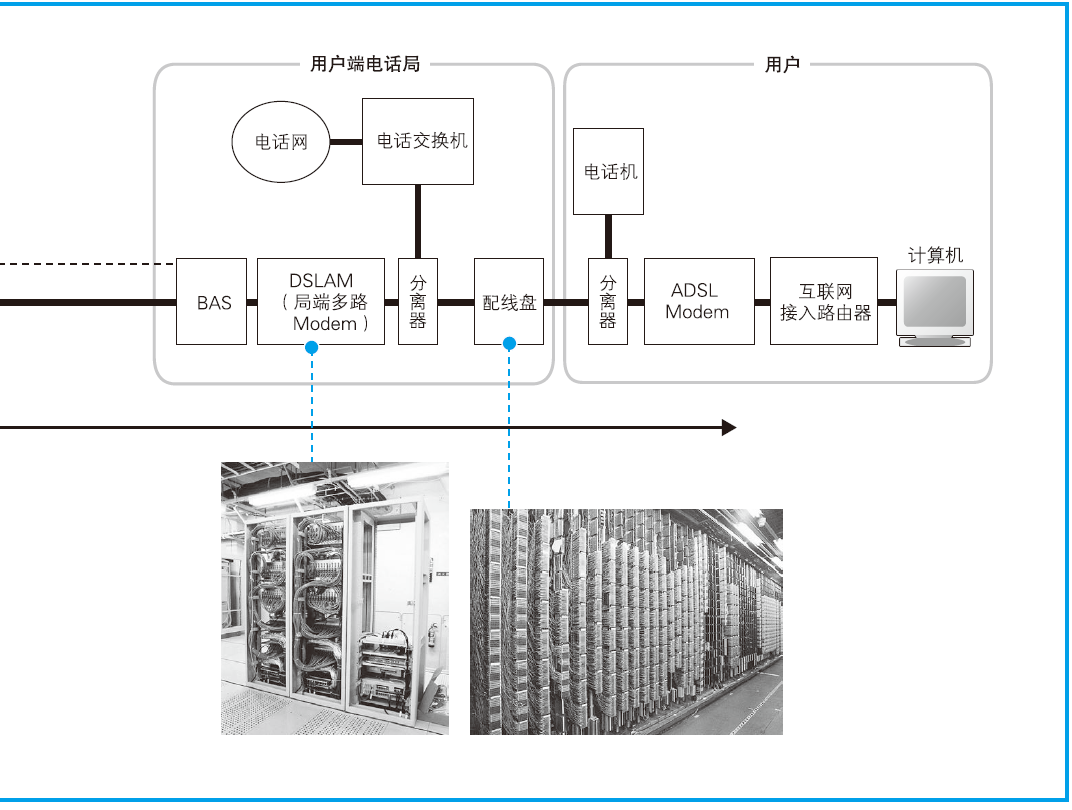 用户端电话局
用户
电话网
电话交换机
电话机
计算机
BAS
DSLAM
（局端多路
Modem）
分离器
配线盘
分离器
ADSL
Modem
互联网
接入路由器